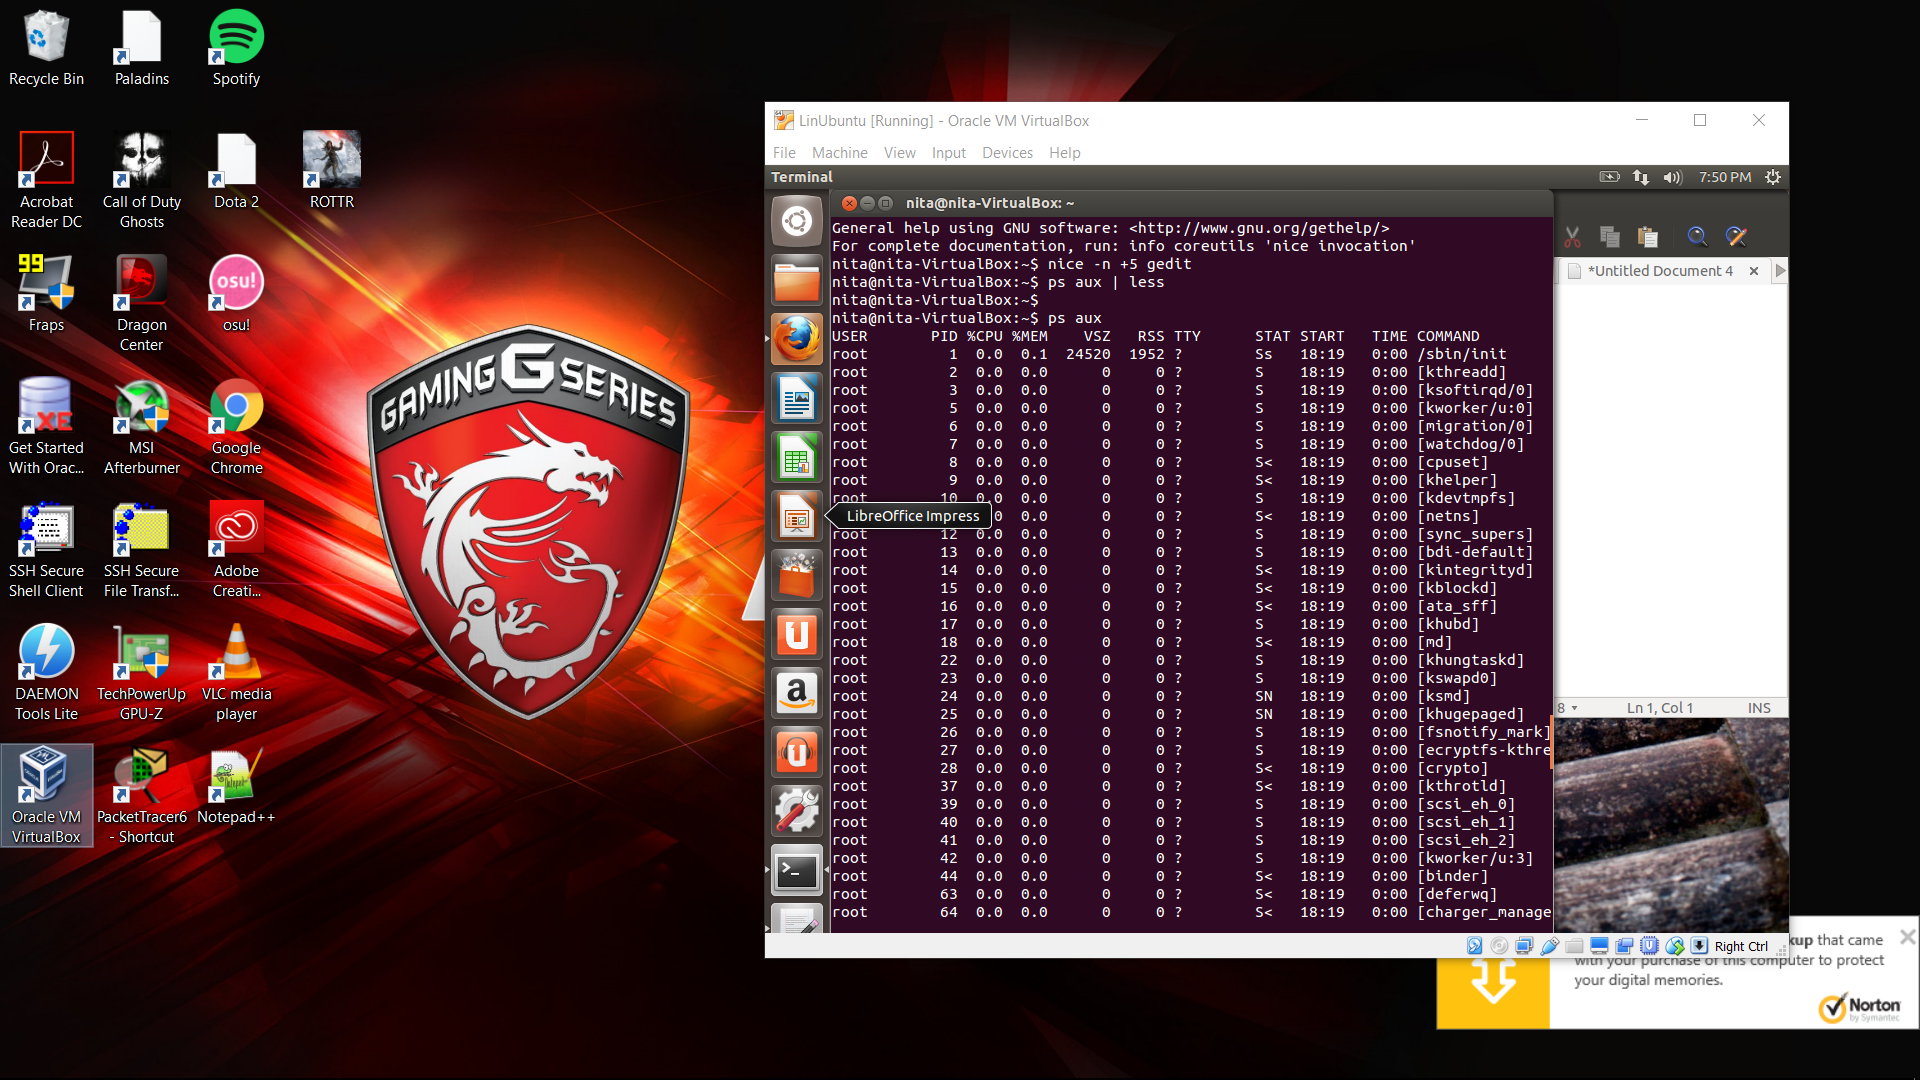 Recycle Bin
Paladins
Spotify
Acrobat
Reader DC
Call of Duty
Ghosts
Dota 2
ROTTR
99
Fraps
Dragon
Center
osu!
osu!
XE
Get Started
With Orac...
MSI
Afterburner
Google
Chrome
SSH Secure
Shell Client
SSH Secure
File Transf...
Adobe
Creati...
DAEMON
Tools Lite
TechPowerUp
GPU-Z
VLC media
player
Oracle VM
VirtualBox
PacketTracer6
- Shortcut
Notepad++
GAMING G SERIES
LinUbuntu [Running] - Oracle VM VirtualBox
File Machine View Input Devices Help
Terminal
7:50 PM
nita@nita-VirtualBox: ~
General help using GNU software: <http://www.gnu.org/gethelp/>
For complete documentation, run: info coreutils 'nice invocation'
nita@nita-VirtualBox:~$ nice -n +5 gedit
nita@nita-VirtualBox:~$ ps aux | less
nita@nita-VirtualBox:~$
nita@nita-VirtualBox:~$ ps aux
USER PID %CPU %MEM VSZ RSS TTY STAT START TIME COMMAND
root 1 0.0 0.1 24520 1952 ? Ss 18:19 0:00 /sbin/init
root 2 0.0 0.0 0 0 ? S 18:19 0:00 [kthreadd]
root 3 0.0 0.0 0 0 ? S 18:19 0:00 [ksoftirqd/0]
root 5 0.0 0.0 0 0 ? S 18:19 0:00 [kworker/u:0]
root 6 0.0 0.0 0 0 ? S 18:19 0:00 [migration/0]
root 7 0.0 0.0 0 0 ? S 18:19 0:00 [watchdog/0]
root 8 0.0 0.0 0 0 ? S< 18:19 0:00 [cpuset]
root 9 0.0 0.0 0 0 ? S< 18:19 0:00 [khelper]
root 10 0.0 0.0 0 0 ? S 18:19 0:00 [kdevtmpfs]
LibreOffice Impress
0 0.0 0 0 ? S< 18:19 0:00 [netns]
root 12 0.0 0.0 0 0 ? S 18:19 0:00 [sync_supers]
root 13 0.0 0.0 0 0 ? S 18:19 0:00 [bdi-default]
root 14 0.0 0.0 0 0 ? S< 18:19 0:00 [kintegrityd]
root 15 0.0 0.0 0 0 ? S< 18:19 0:00 [kblockd]
root 16 0.0 0.0 0 0 ? S< 18:19 0:00 [ata_sff]
root 17 0.0 0.0 0 0 ? S 18:19 0:00 [khubd]
root 18 0.0 0.0 0 0 ? S< 18:19 0:00 [md]
root 22 0.0 0.0 0 0 ? S 18:19 0:00 [khungtaskd]
root 23 0.0 0.0 0 0 ? S 18:19 0:00 [kswapd0]
root 24 0.0 0.0 0 0 ? SN 18:19 0:00 [ksmd]
root 25 0.0 0.0 0 0 ? SN 18:19 0:00 [khugepaged]
root 26 0.0 0.0 0 0 ? S 18:19 0:00 [fsnotify_mark]
root 27 0.0 0.0 0 0 ? S 18:19 0:00 [ecryptfs-kthre
root 28 0.0 0.0 0 0 ? S< 18:19 0:00 [crypto]
root 37 0.0 0.0 0 0 ? S< 18:19 0:00 [kthrotld]
root 39 0.0 0.0 0 0 ? S 18:19 0:00 [scsi_eh_0]
root 40 0.0 0.0 0 0 ? S 18:19 0:00 [scsi_eh_1]
root 41 0.0 0.0 0 0 ? S 18:19 0:00 [scsi_eh_2]
root 42 0.0 0.0 0 0 ? S 18:19 0:00 [kworker/u:3]
root 44 0.0 0.0 0 0 ? S< 18:19 0:00 [binder]
root 63 0.0 0.0 0 0 ? S< 18:19 0:00 [deferwq]
root 64 0.0 0.0 0 0 ? S< 18:19 0:00 [charger_manage
*Untitled Document 4
8 Ln 1, Col 1 INS
Right Ctrl
kup that came
with your purchase of this computer to protect
your digital memories.
Norton
by Symantec